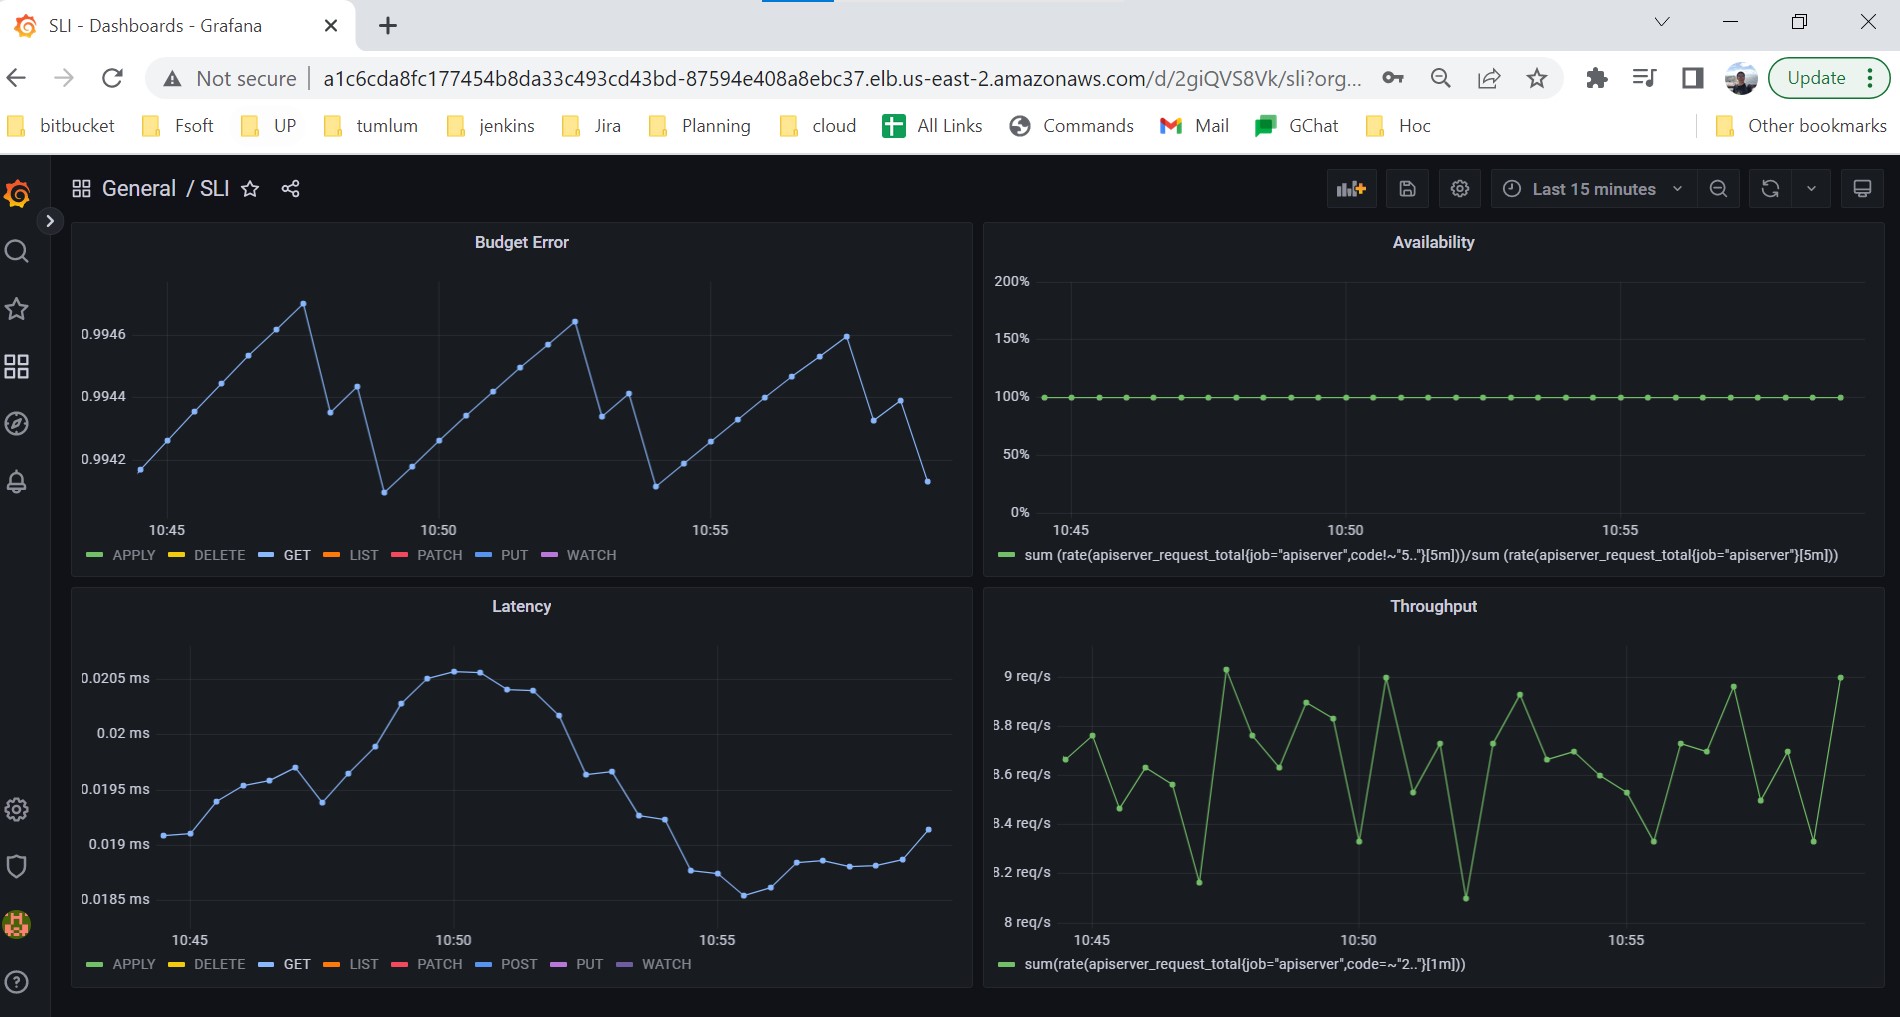 SLI - Dashboards - Grafana
Not secure a1c6cda8fc177454b8da33c493cd43bd-87594e408a8ebc37.elb.us-east-2.amazonaws.com/d/2giQVS8Vk/sli?org... Update
bitbucket Fsoft UP tumlum jenkins Jira Planning cloud All Links Commands Mail GChat Hoc Other bookmarks
General / SLI Last 15 minutes
Budget Error
0.9946
0.9944
0.9942
10:45 10:50 10:55
APPLY DELETE GET LIST PATCH PUT WATCH
Availability
200%
150%
100%
50%
0%
10:45 10:50 10:55
sum (rate(apiserver_request_total{job="apiserver",code!~"5.."}[5m]))/sum (rate(apiserver_request_total{job="apiserver"}[5m]))
Latency
0.0205 ms
0.02 ms
0.0195 ms
0.019 ms
0.0185 ms
10:45 10:50 10:55
APPLY DELETE GET LIST PATCH POST PUT WATCH
Throughput
9 req/s
8.8 req/s
8.6 req/s
8.4 req/s
8.2 req/s
8 req/s
10:45 10:50 10:55
sum(rate(apiserver_request_total{job="apiserver",code=~"2.."}[1m]))